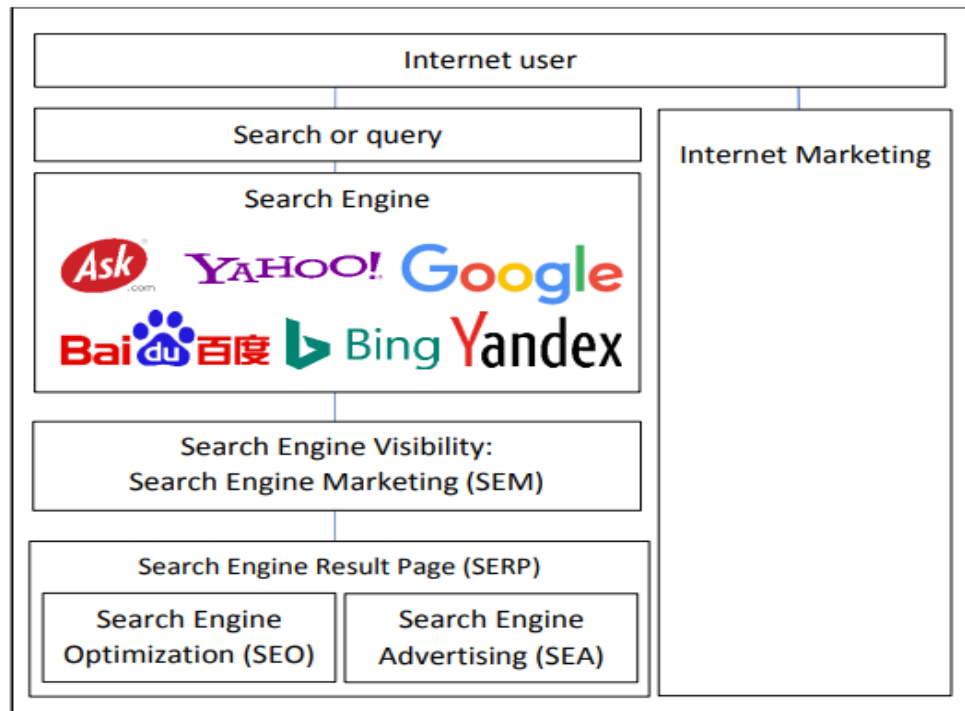 Internet user
Search or query
Internet Marketing
Search Engine
Ask
.com
YAHOO!
Google
Bai du 百度
Bing
Yandex
Search Engine Visibility:
Search Engine Marketing (SEM)
Search Engine Result Page (SERP)
Search Engine
Optimization (SEO)
Search Engine
Advertising (SEA)